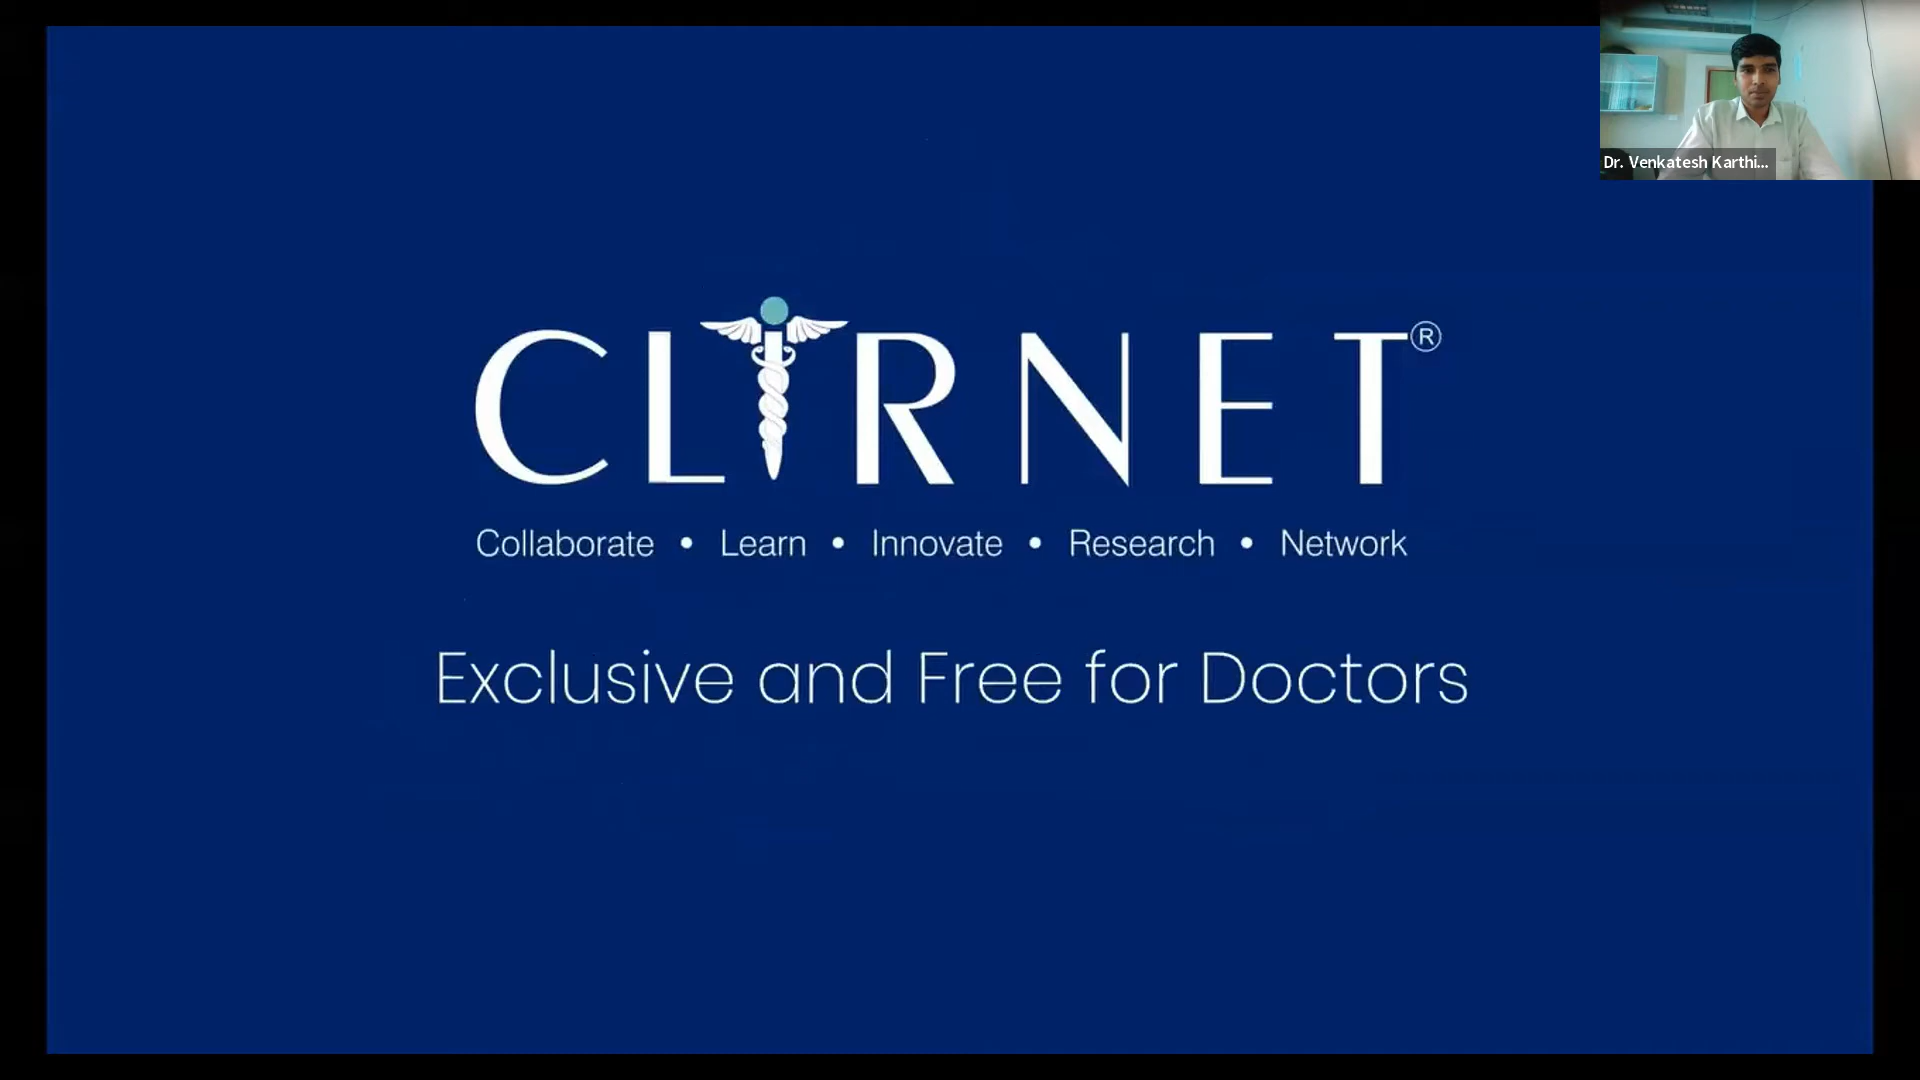 Dr. Venkatesh Karthi...
CLIRNET®
Collaborate • Learn • Innovate • Research • Network
Exclusive and Free for Doctors